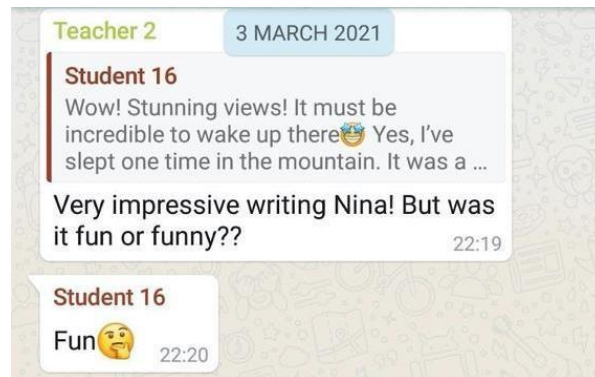 Teacher 2
3 MARCH 2021
Student 16
Wow! Stunning views! It must be
incredible to wake up there🤩 Yes, I've
slept one time in the mountain. It was a ...
Very impressive writing Nina! But was
it fun or funny??
22:19
Student 16
Fun🤔
22:20